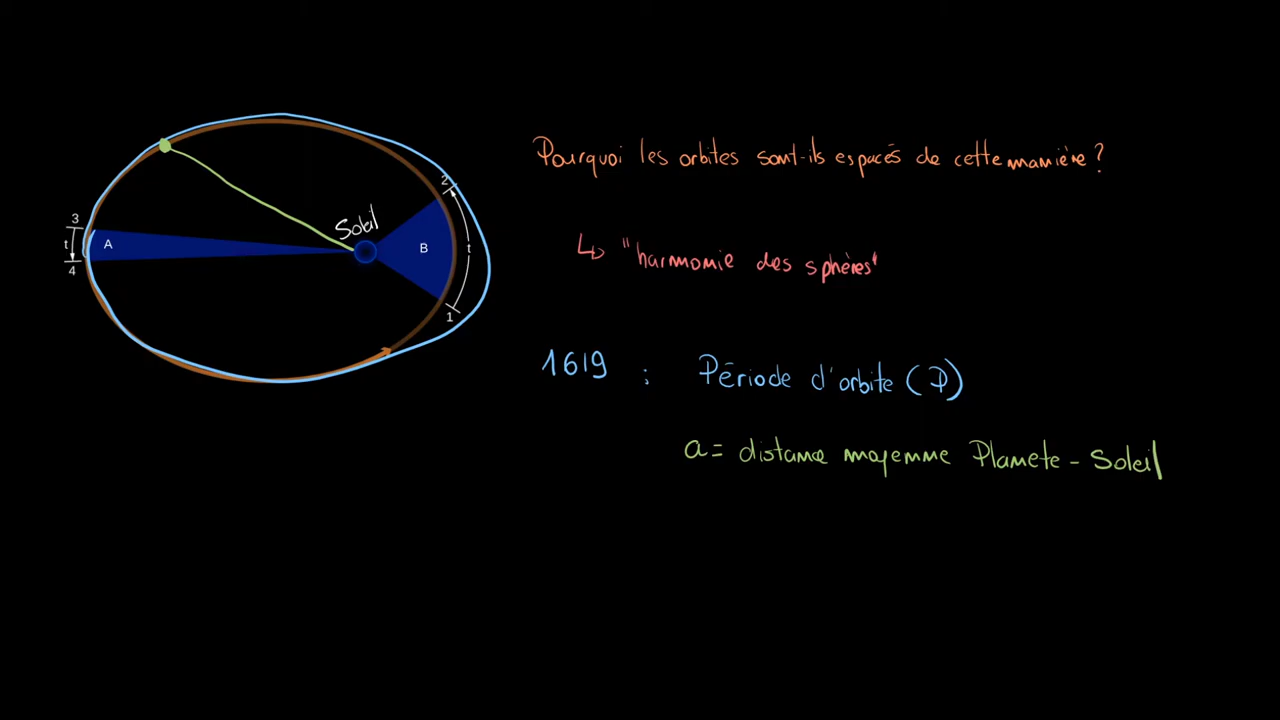 Pourquoi les orbites sont-ils espacés de cette manière ?
↳ "harmonie des sphères"
1619 : Période d'orbite (P)
a = distance moyenne Planete - Soleil
Soleil
2
3
t
A
B
t
4
1